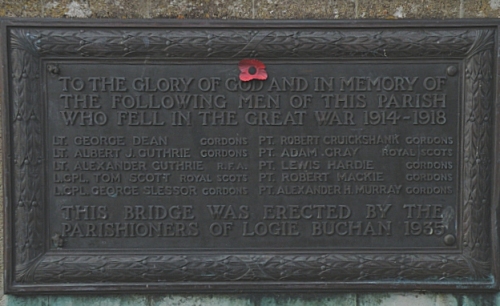 TO THE GLORY OF GOD AND IN MEMORY OF
THE FOLLOWING MEN OF THIS PARISH
WHO FELL IN THE GREAT WAR 1914-1918
LT. GEORGE DEAN GORDONS
LT. ALBERT J. GUTHRIE GORDONS
LT. ALEXANDER GUTHRIE R.F.A.
L.CPL TOM SCOTT ROYAL SCOTS
L.CPL GEORGE SLESSOR GORDONS
PT. ROBERT CRUICKSHANK GORDONS
PT. ADAM J. CRAY ROYAL SCOTS
PT. LEWIS HARDIE GORDONS
PT. ROBERT MACKIE GORDONS
PT. ALEXANDER H. MURRAY GORDONS
THIS BRIDGE WAS ERECTED BY THE
PARISHIONERS OF LOGIE BUCHAN 1935